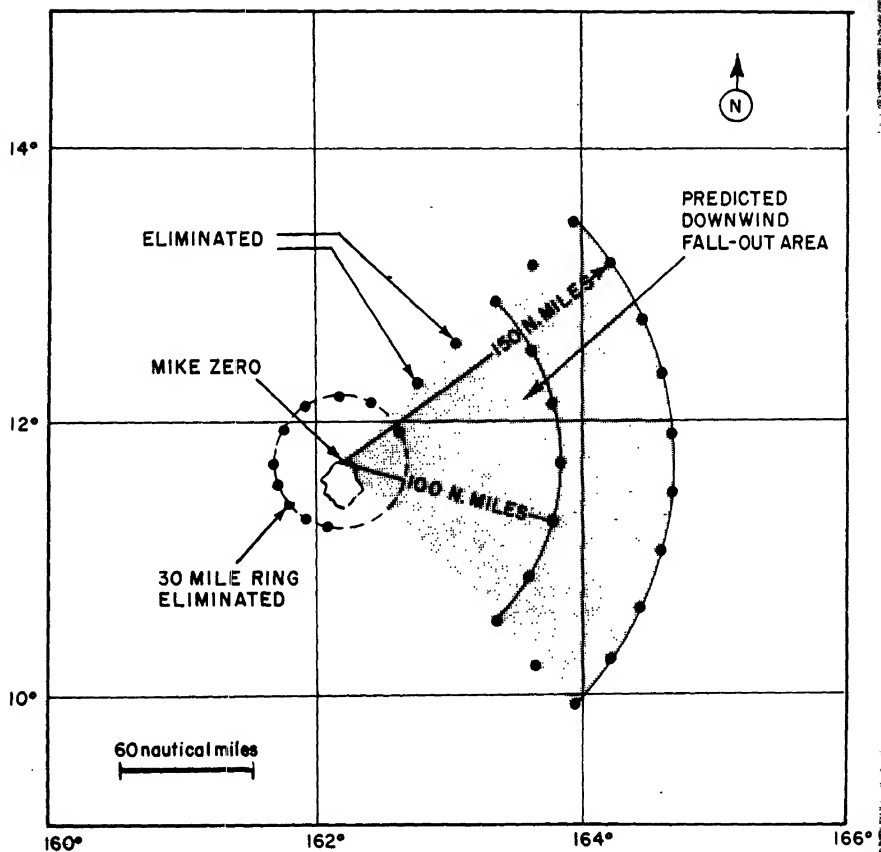 N
14°
PREDICTED
DOWNWIND
FALL-OUT AREA
ELIMINATED
150 N. MILES
MIKE ZERO
12°
100 N. MILES
30 MILE RING
ELIMINATED
10°
60 nautical miles
160°
162°
164°
166°